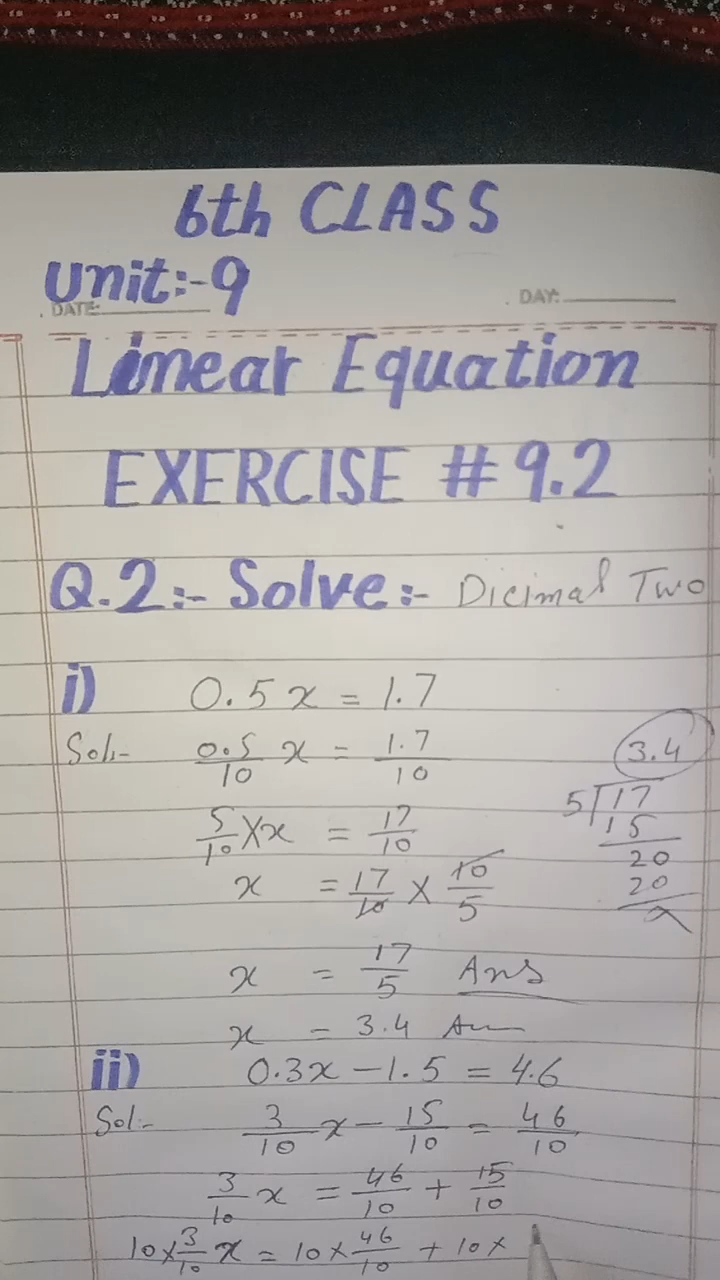 6th CLASS
Unit:-9
DATE:
DAY:
Linear Equation
EXERCISE # 9.2
Q.2:- Solve:- Dicimal Two
i) 0.5x = 1.7
Sol:- 0.5/10 x = 1.7/10
5/10 × x = 17/10
x = 17/10 × 10/5
x = 17/5 Ans
x = 3.4 An
3.4
5 17
15
20
20
ii) 0.3x - 1.5 = 4.6
Sol:- 3/10 x - 15/10 = 46/10
3/10 x = 46/10 + 15/10
10 × 3/10 x = 10 × 46/10 + 10 ×